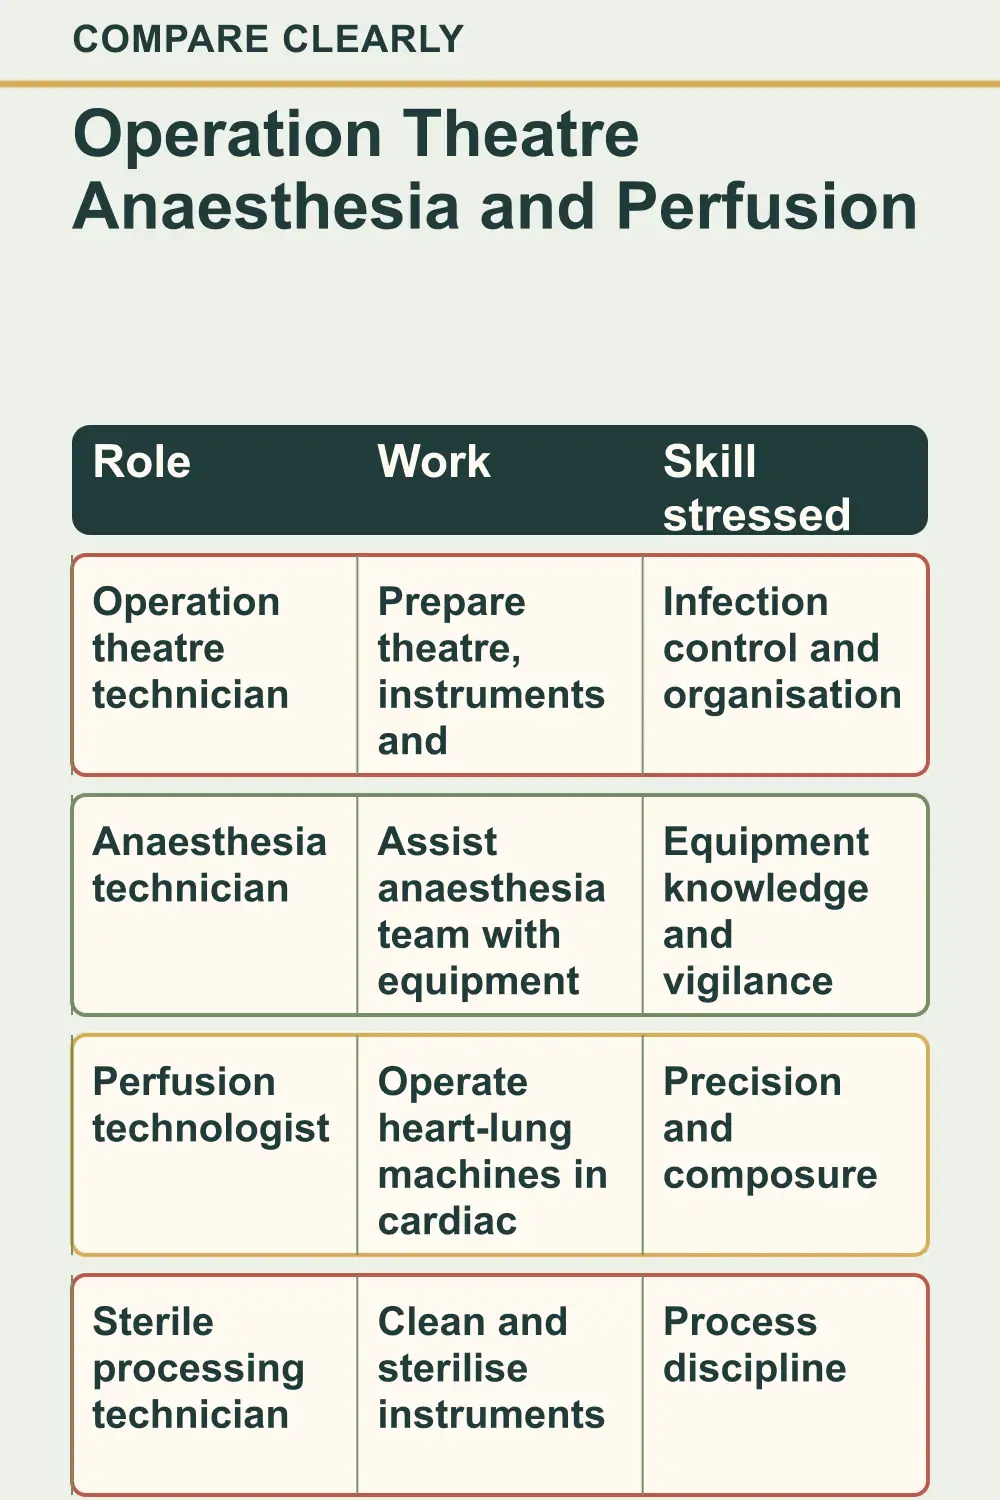 COMPARE CLEARLY
Operation Theatre
Anaesthesia and Perfusion
Role
Work
Skill
stressed
Operation
theatre
technician
Prepare
theatre,
instruments
and
Infection
control and
organisation
Anaesthesia
technician
Assist
anaesthesia
team with
equipment
Equipment
knowledge
and
vigilance
Perfusion
technologist
Operate
heart-lung
machines in
cardiac
Precision
and
composure
Sterile
processing
technician
Clean and
sterilise
instruments
Process
discipline